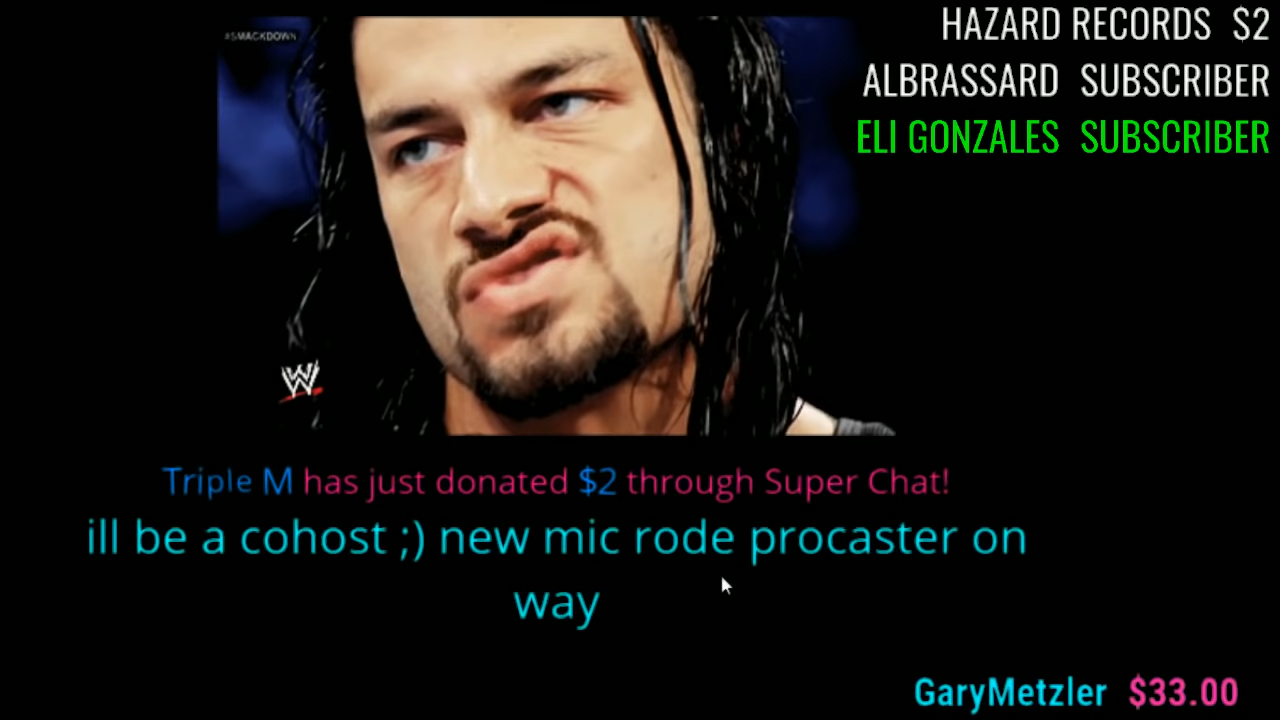 #SMACKDOWN
HAZARD RECORDS $2
ALBRASSARD SUBSCRIBER
ELI GONZALES SUBSCRIBER
W
Triple M has just donated $2 through Super Chat!
ill be a cohost ;) new mic rode procaster on
way
GaryMetzler $33.00